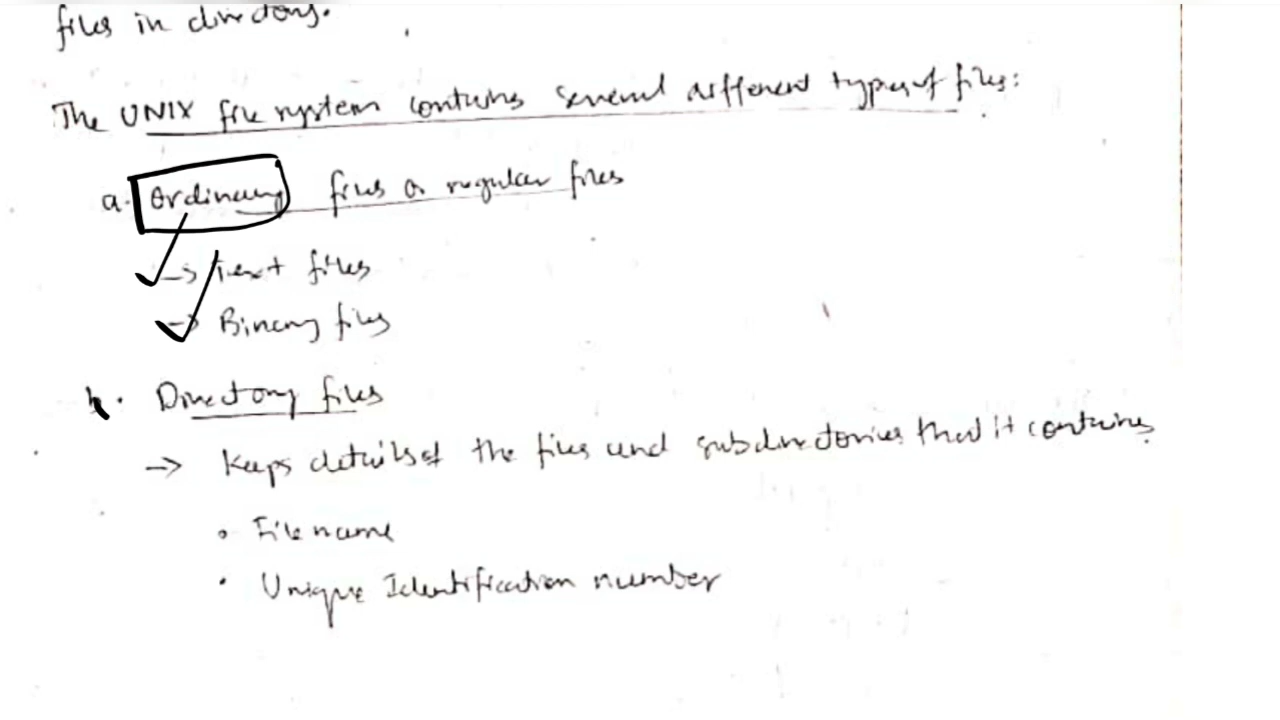 files in directory.
The UNIX file system contains several different types of files:
a. Ordinary files or regular files
→ Text files
→ Binary files
b. Directory files
→ Keeps details of the files and subdirectories that it contains.
• File name
• Unique Identification number